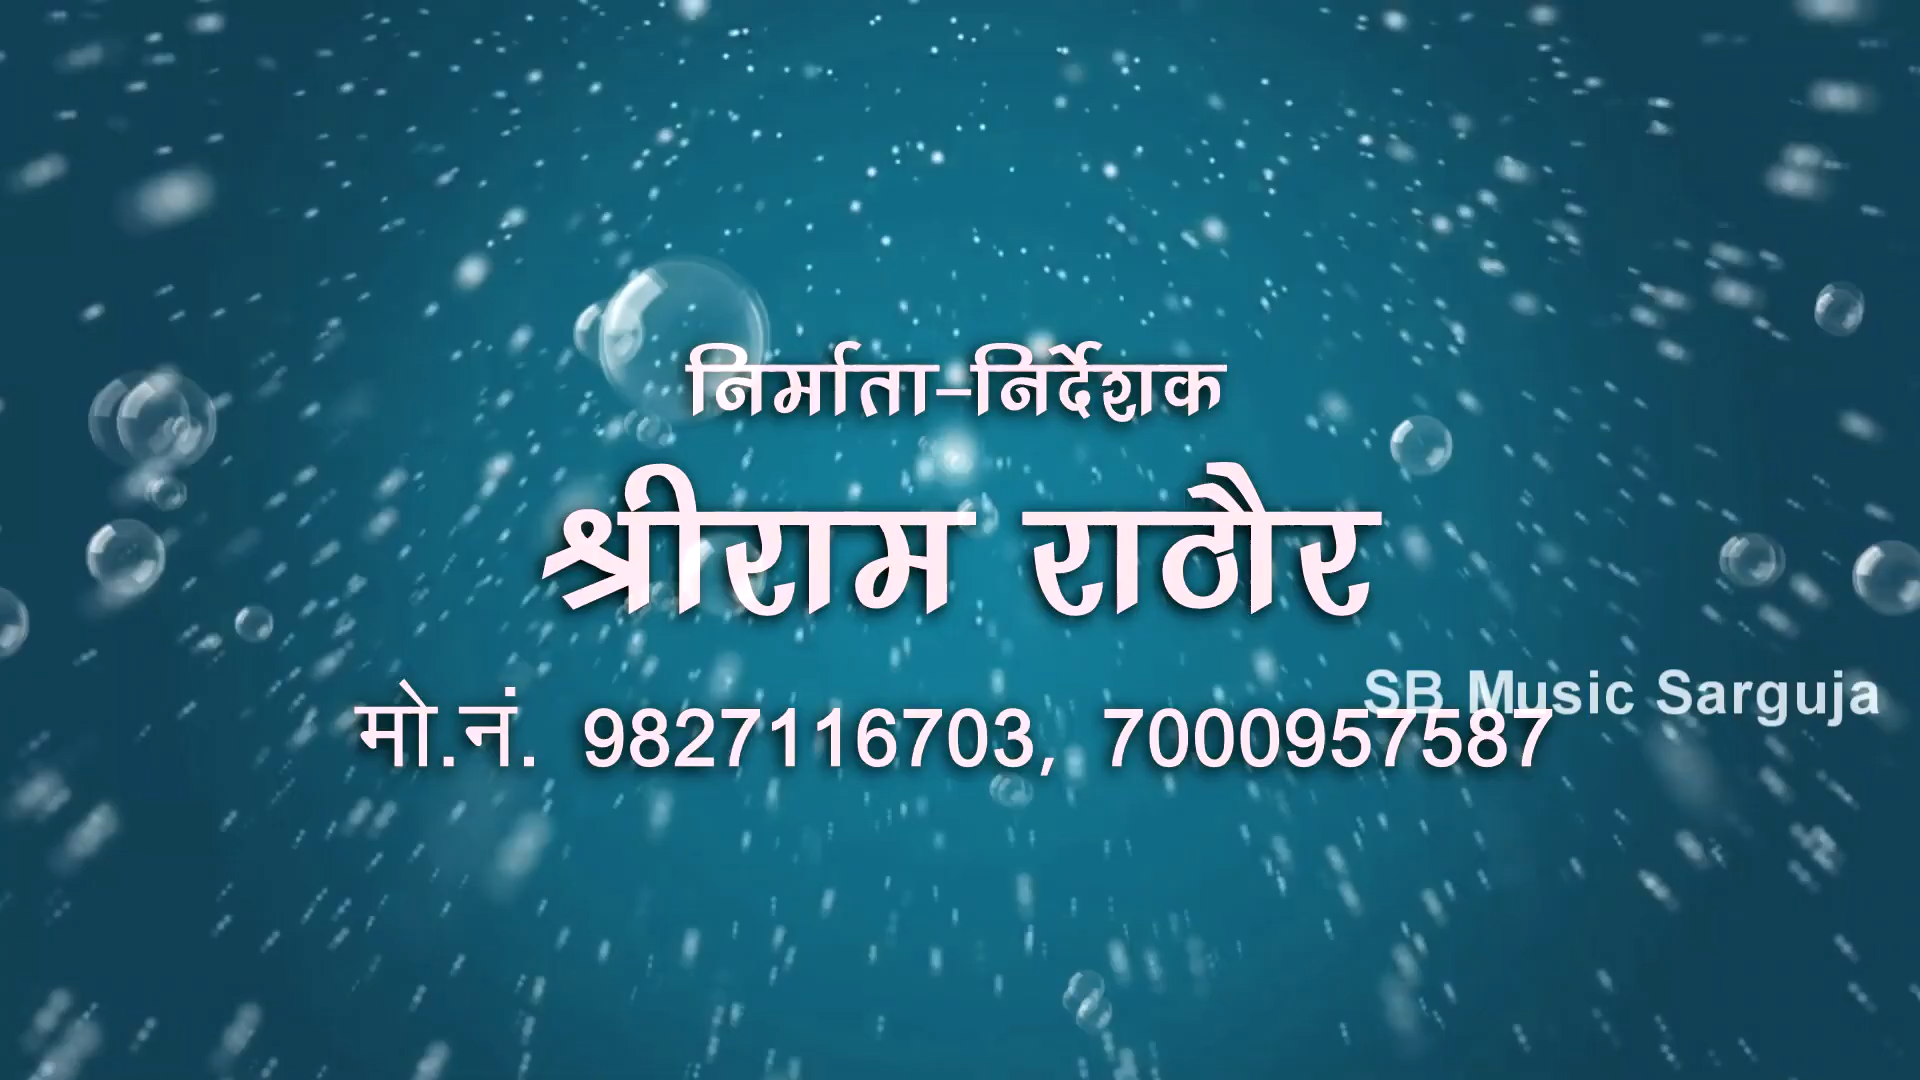 निर्माता-निर्देशक
श्रीराम राठौर
SB Music Sarguja
मो.नं. 9827116703, 7000957587